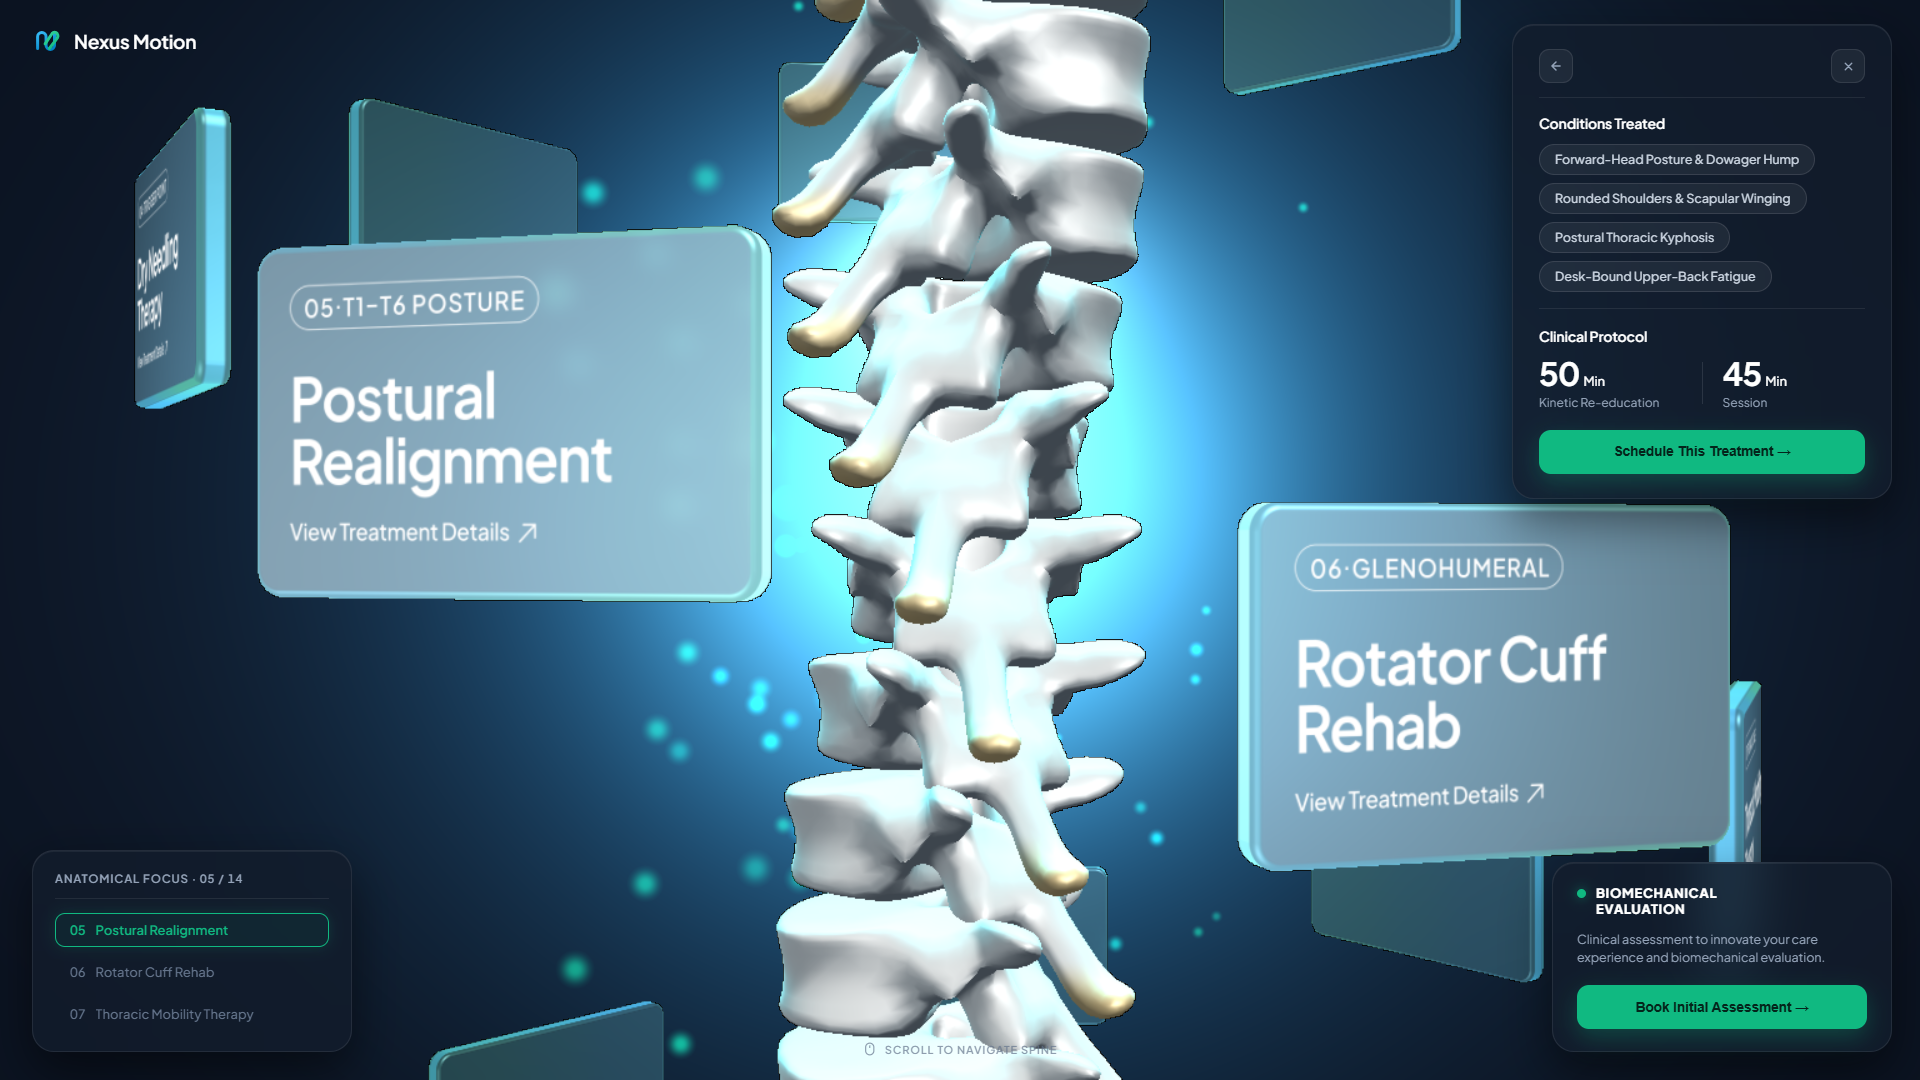 Nexus Motion
Dry Needling
Therapy
05·T1-T6 POSTURE
Postural
Realignment
View Treatment Details ↗
Conditions Treated
Forward-Head Posture & Dowager Hump
Rounded Shoulders & Scapular Winging
Postural Thoracic Kyphosis
Desk-Bound Upper-Back Fatigue
Clinical Protocol
50 Min
Kinetic Re-education
45 Min
Session
Schedule This Treatment →
06·GLENOHUMERAL
Rotator Cuff
Rehab
View Treatment Details ↗
ANATOMICAL FOCUS · 05 / 14
05 Postural Realignment
06 Rotator Cuff Rehab
07 Thoracic Mobility Therapy
SCROLL TO NAVIGATE SPINE
BIOMECHANICAL
EVALUATION
Clinical assessment to innovate your care
experience and biomechanical evaluation.
Book Initial Assessment →